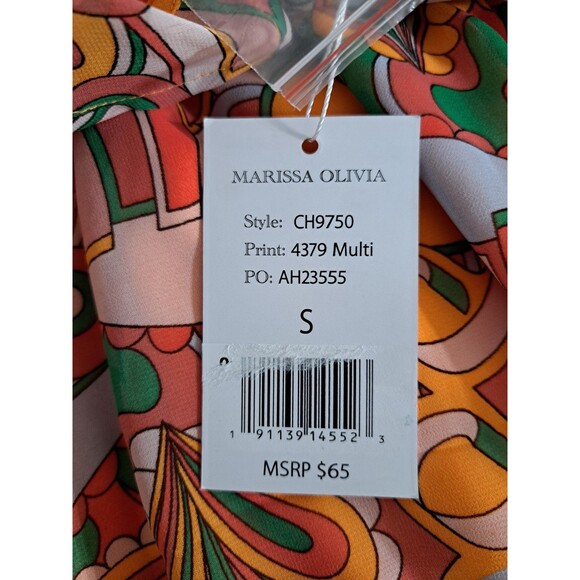 MARISSA OLIVIA
Style: CH9750
Print: 4379 Multi
PO: AH23555
S
1 91139 14552 3
MSRP $65